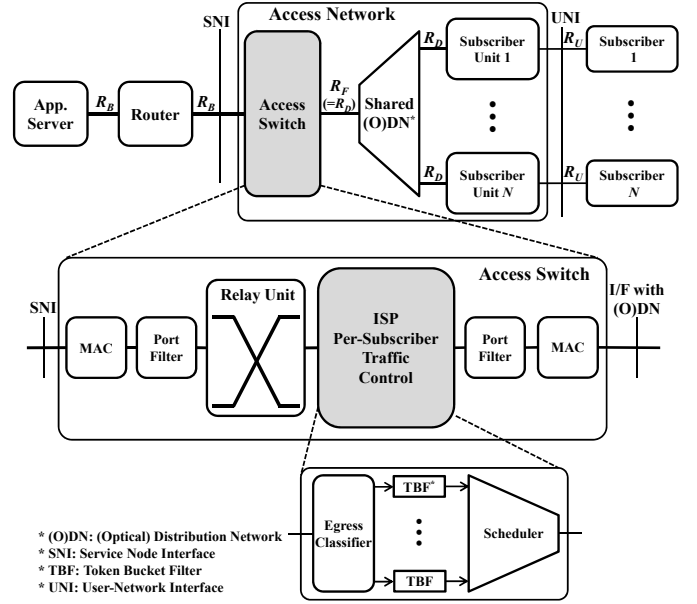 SNI
Access Network
UNI
App.
Server
R_B
Router
R_B
Access
Switch
R_F
(=R_D)
Shared
(O)DN*
R_D
Subscriber
Unit 1
R_U
Subscriber
1
R_D
Subscriber
Unit N
R_U
Subscriber
N
Access Switch
SNI
I/F with
(O)DN
MAC
Port
Filter
Relay Unit
ISP
Per-Subscriber
Traffic
Control
Port
Filter
MAC
Egress
Classifier
TBF*
TBF
Scheduler
* (O)DN: (Optical) Distribution Network
* SNI: Service Node Interface
* TBF: Token Bucket Filter
* UNI: User-Network Interface